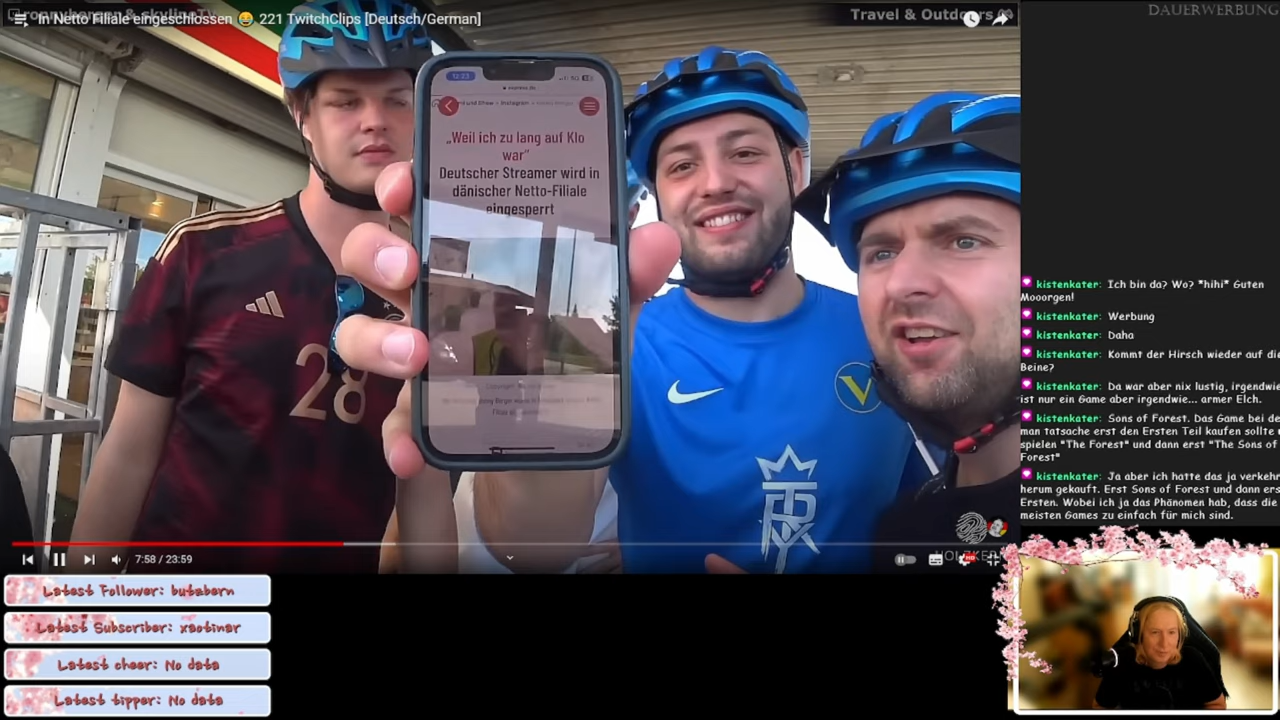 In Netto Filiale eingeschlossen 😂 221 TwitchClips [Deutsch/German]
Travel & Outdoors
DAUERWERBUNG
„Weil ich zu lang auf Klo
war"
Deutscher Streamer wird in
dänischer Netto-Filiale
eingesperrt
28
V
7:58 / 23:59
HD
kistenkater: Ich bin da? Wo? *hihi* Guten
Mooorgen!
kistenkater: Werbung
kistenkater: Daha
kistenkater: Kommt der Hirsch wieder auf die
Beine?
kistenkater: Da war aber nix lustig, irgendwie
ist nur ein Game aber irgendwie... armer Elch.
kistenkater: Sons of Forest. Das Game bei de
man tatsache erst den Ersten Teil kaufen sollte
spielen "The Forest" und dann erst "The Sons of
Forest"
kistenkater: Ja aber ich hatte das ja verkehr
herum gekauft. Erst Sons of Forest und dann ers
Ersten. Wobei ich ja das Phänomen hab, dass die
meisten Games zu einfach für mich sind.
Latest Follower: butabern
Latest Subscriber: xaotinar
Latest cheer: No data
Latest tipper: No data